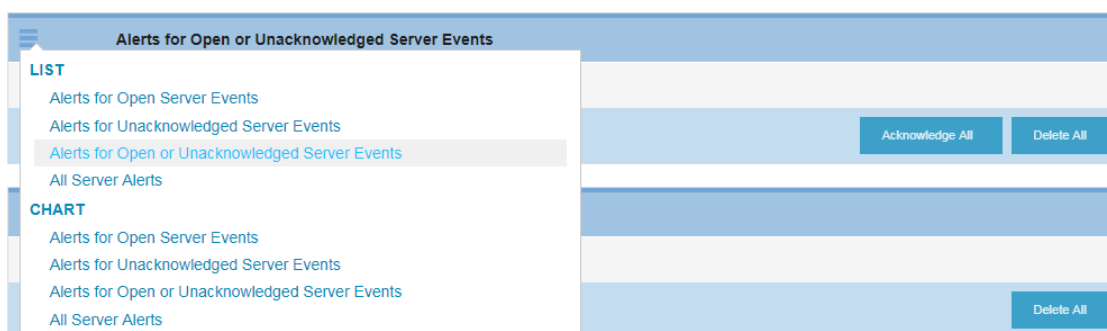 Alerts for Open or Unacknowledged Server Events
LIST
Alerts for Open Server Events
Alerts for Unacknowledged Server Events
Alerts for Open or Unacknowledged Server Events
All Server Alerts
Acknowledge All
Delete All
CHART
Alerts for Open Server Events
Alerts for Unacknowledged Server Events
Alerts for Open or Unacknowledged Server Events
All Server Alerts
Delete All